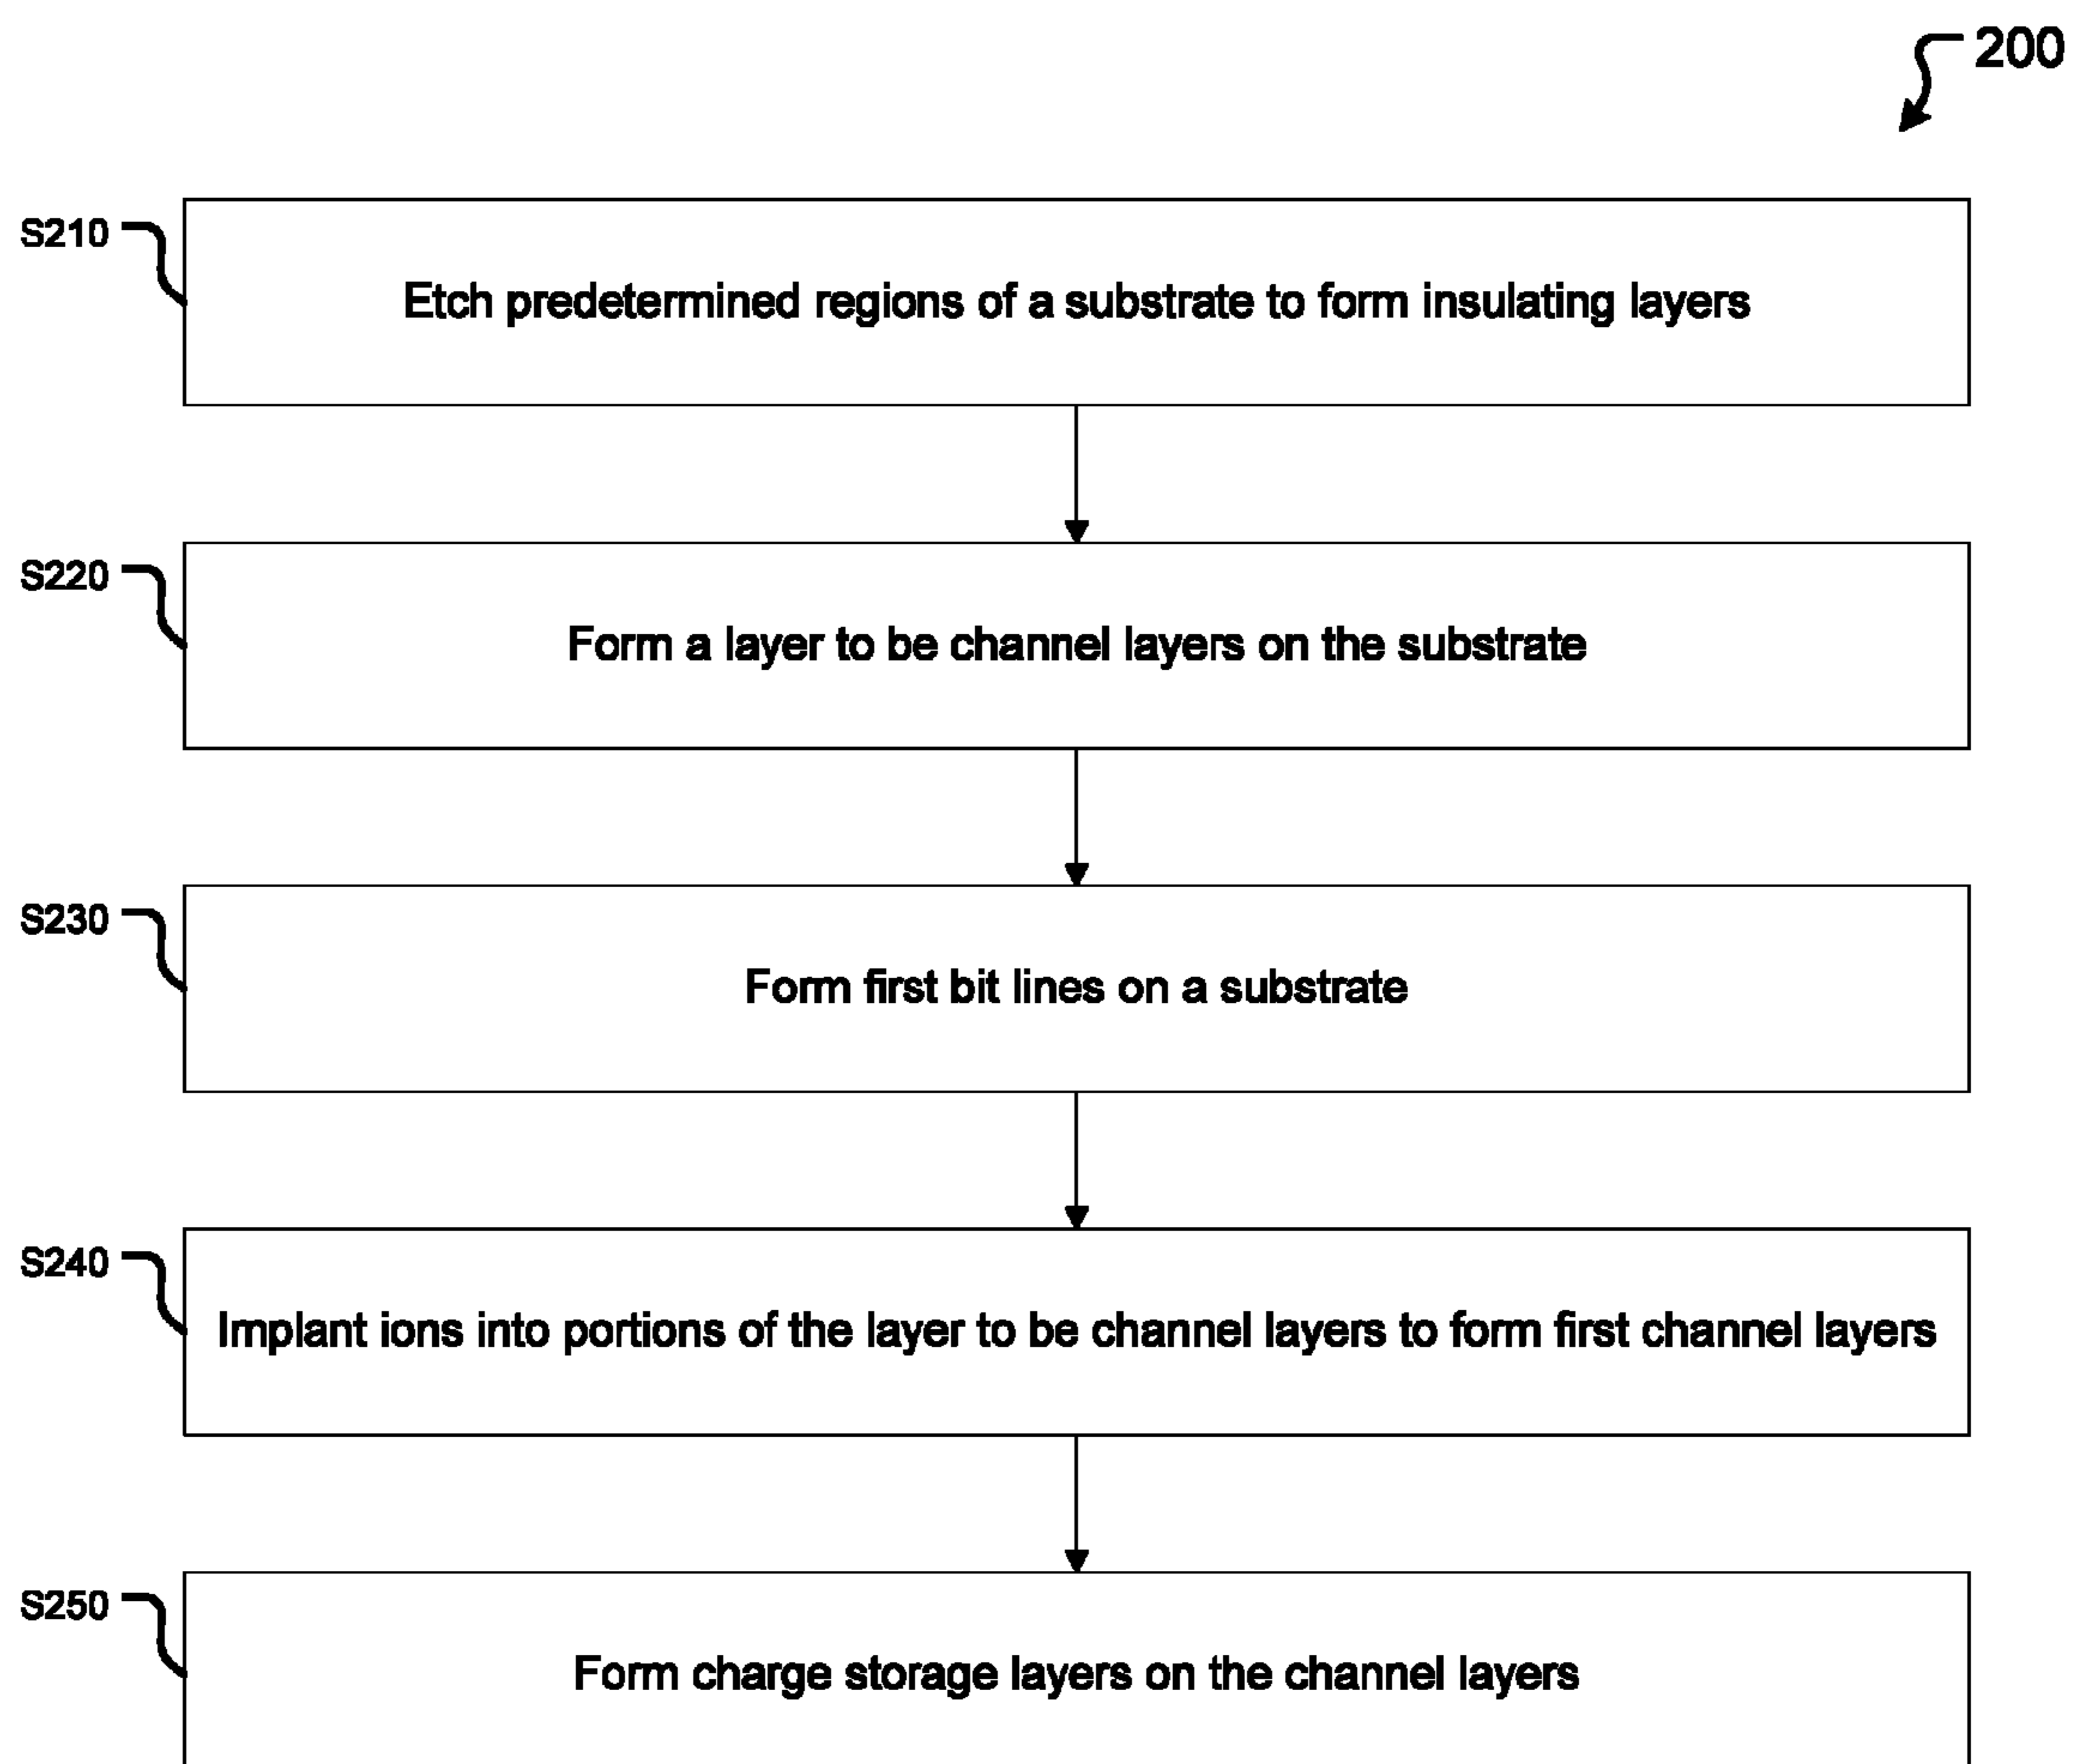 200
S210
Etch predetermined regions of a substrate to form insulating layers
S220
Form a layer to be channel layers on the substrate
S230
Form first bit lines on a substrate
S240
Implant ions into portions of the layer to be channel layers to form first channel layers
S250
Form charge storage layers on the channel layers